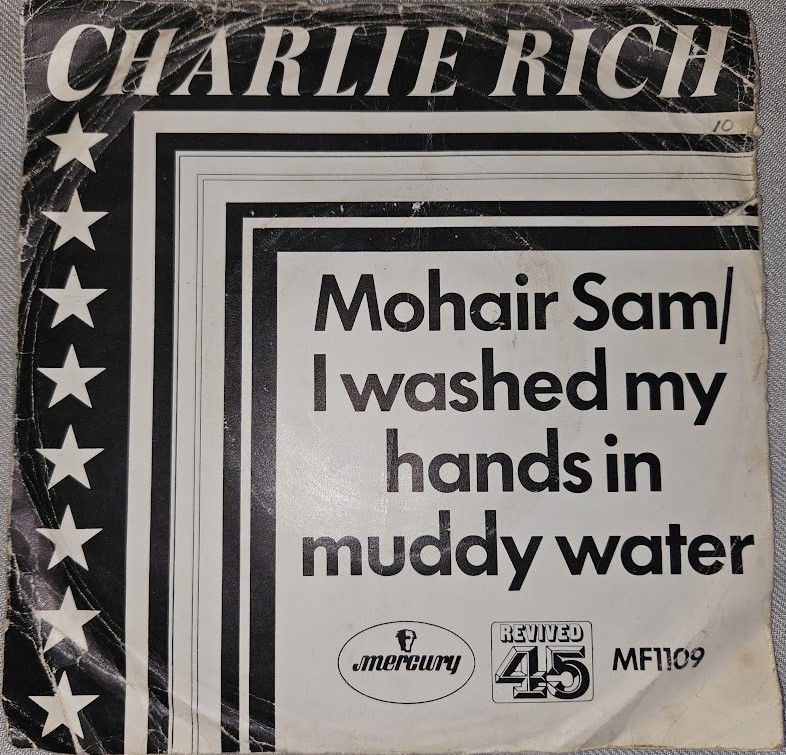 CHARLIE RICH
10
Mohair Sam/
I washed my
hands in
muddy water
mercury
REVIVED
45
MF1109